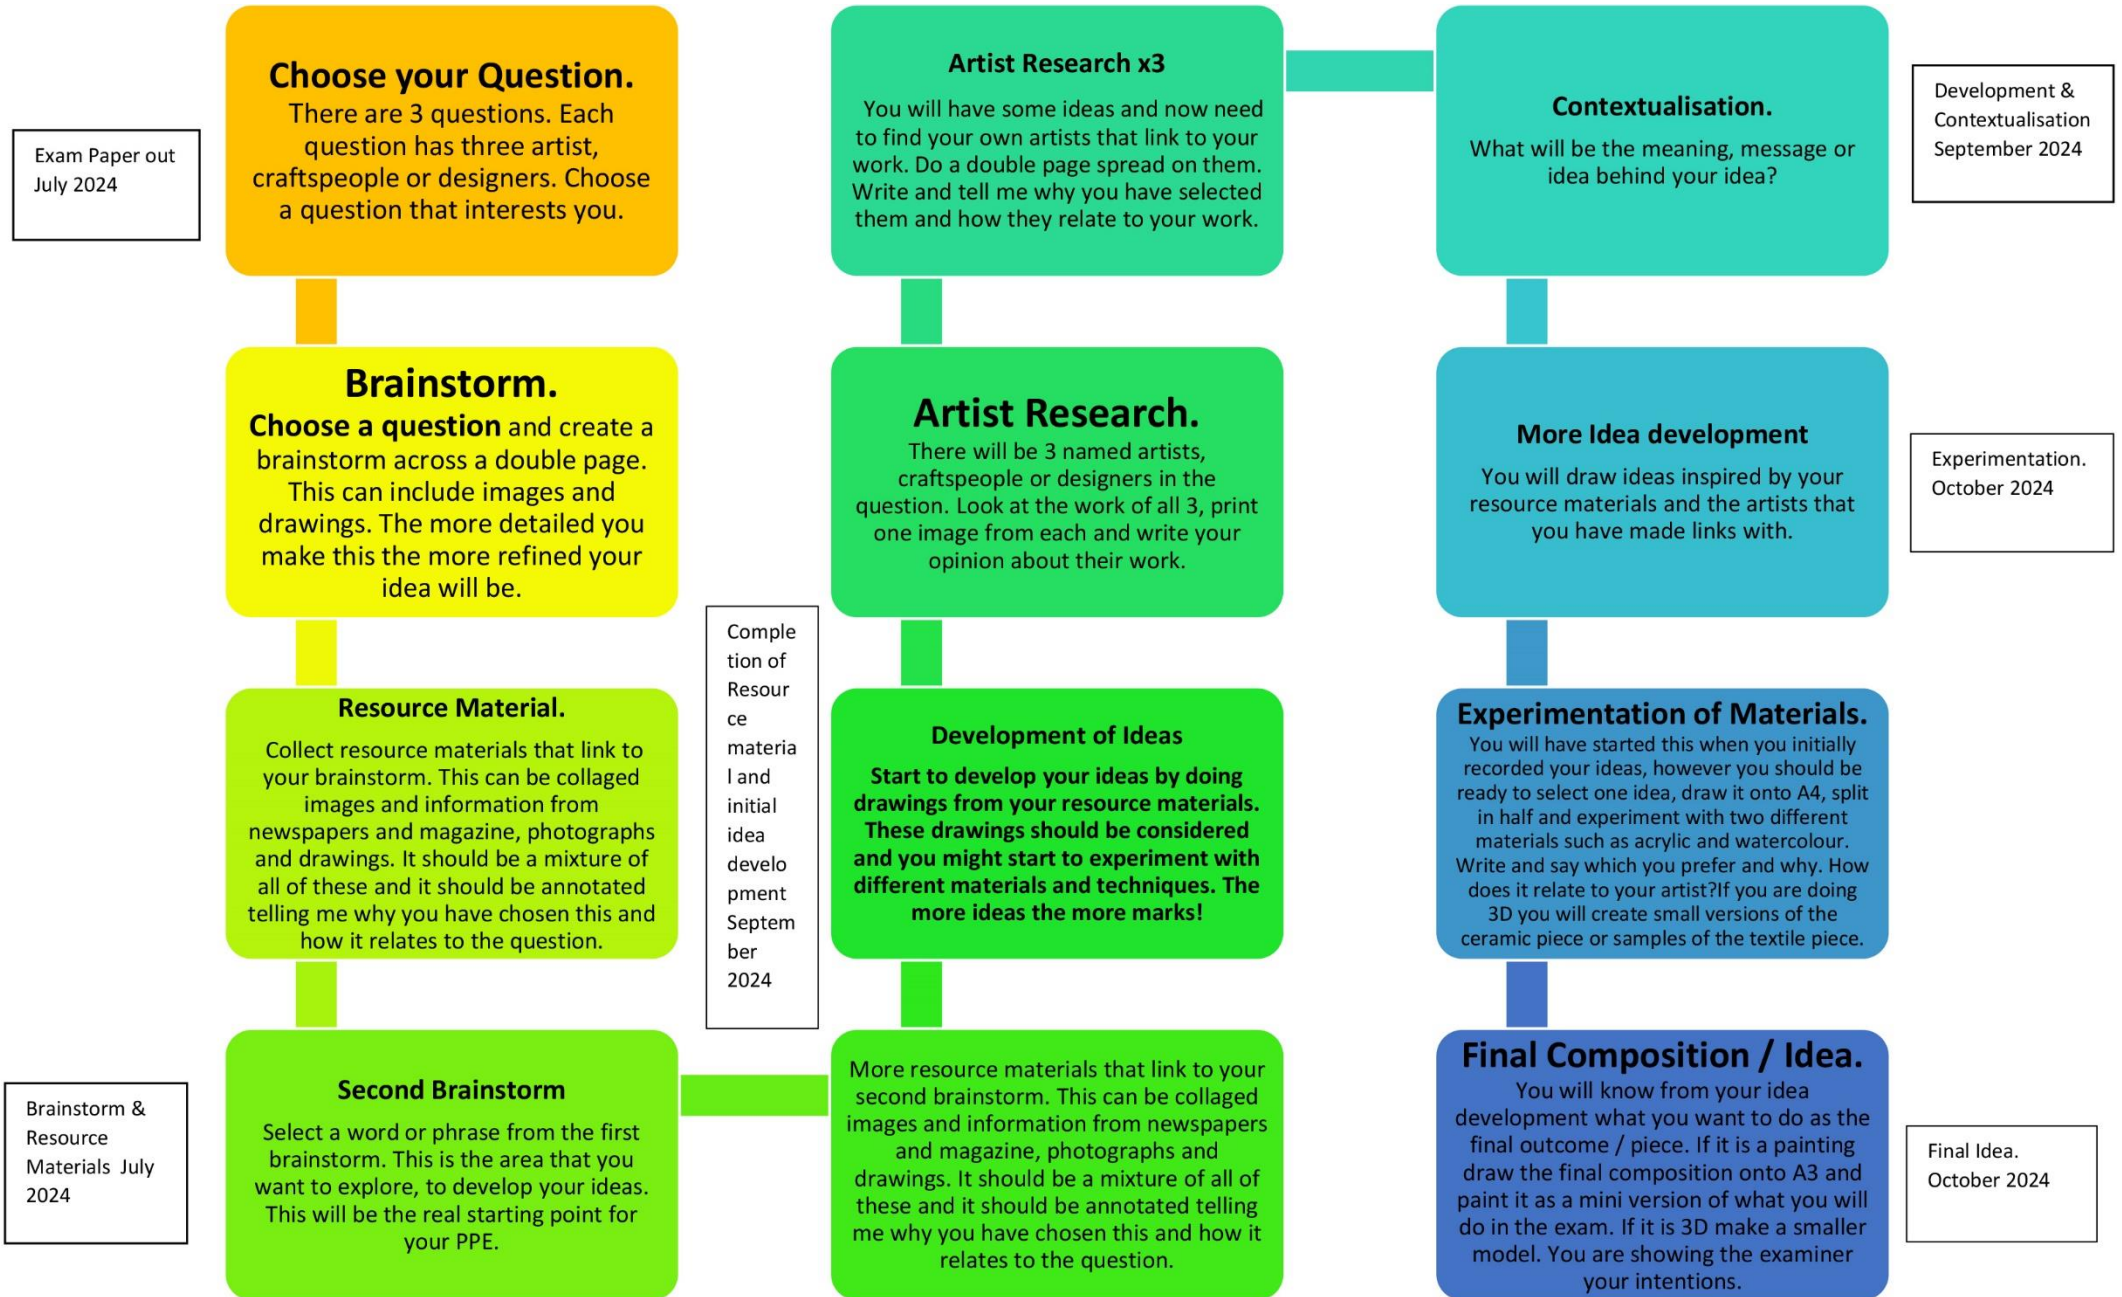 Exam Paper out
July 2024
Choose your Question.
There are 3 questions. Each
question has three artist,
craftspeople or designers. Choose
a question that interests you.
Brainstorm.
Choose a question and create a
brainstorm across a double page.
This can include images and
drawings. The more detailed you
make this the more refined your
idea will be.
Resource Material.
Collect resource materials that link to
your brainstorm. This can be collaged
images and information from
newspapers and magazine, photographs
and drawings. It should be a mixture of
all of these and it should be annotated
telling me why you have chosen this and
how it relates to the question.
Brainstorm &
Resource
Materials  July
2024
Second Brainstorm
Select a word or phrase from the first
brainstorm. This is the area that you
want to explore, to develop your ideas.
This will be the real starting point for
your PPE.
More resource materials that link to your
second brainstorm. This can be collaged
images and information from newspapers
and magazine, photographs and
drawings. It should be a mixture of all of
these and it should be annotated telling
me why you have chosen this and how it
relates to the question.
Comple
tion of
Resour
ce
materia
l and
initial
idea
develo
pment
Septem
ber
2024
Development of Ideas
Start to develop your ideas by doing
drawings from your resource materials.
These drawings should be considered
and you might start to experiment with
different materials and techniques. The
more ideas the more marks!
Artist Research.
There will be 3 named artists,
craftspeople or designers in the
question. Look at the work of all 3, print
one image from each and write your
opinion about their work.
Artist Research x3
You will have some ideas and now need
to find your own artists that link to your
work. Do a double page spread on them.
Write and tell me why you have selected
them and how they relate to your work.
Contextualisation.
What will be the meaning, message or
idea behind your idea?
Development &
Contextualisation
September 2024
More Idea development
You will draw ideas inspired by your
resource materials and the artists that
you have made links with.
Experimentation.
October 2024
Experimentation of Materials.
You will have started this when you initially
recorded your ideas, however you should be
ready to select one idea, draw it onto A4, split
in half and experiment with two different
materials such as acrylic and watercolour.
Write and say which you prefer and why. How
does it relate to your artist?If you are doing
3D you will create small versions of the
ceramic piece or samples of the textile piece.
Final Composition / Idea.
You will know from your idea
development what you want to do as the
final outcome / piece. If it is a painting
draw the final composition onto A3 and
paint it as a mini version of what you will
do in the exam. If it is 3D make a smaller
model. You are showing the examiner
your intentions.
Final Idea.
October 2024